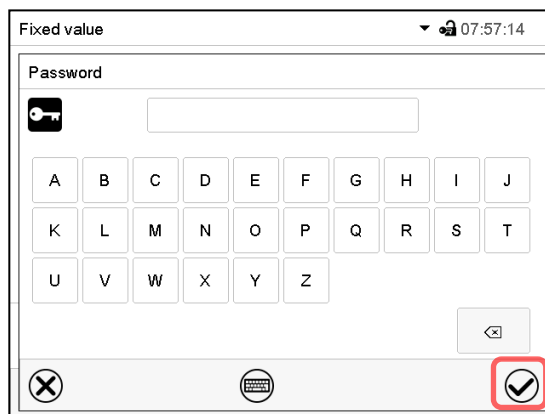 Fixed value 07:57:14
Password
A B C D E F G H I J
K L M N O P Q R S T
U V W X Y Z